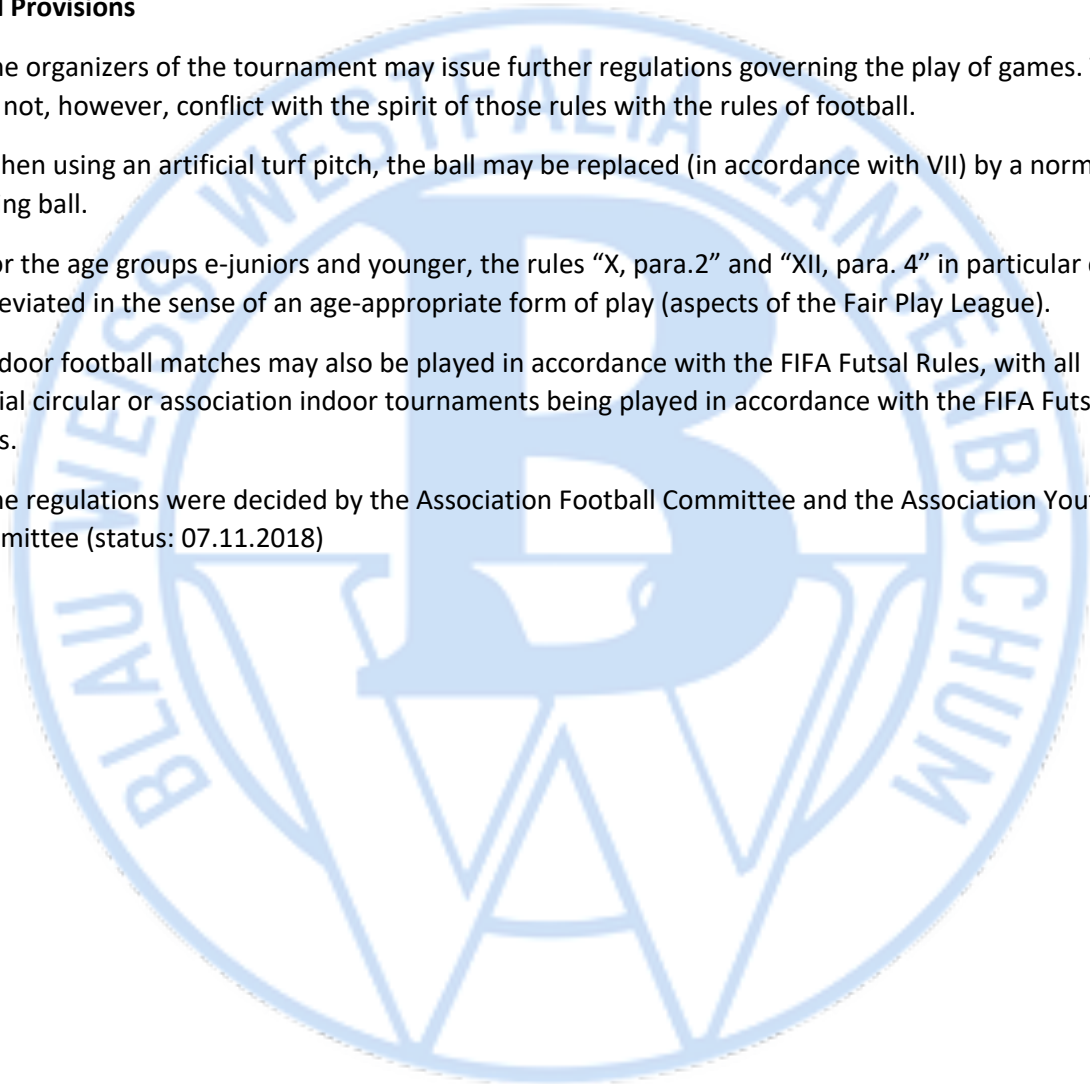 l Provisions
ne organizers of the tournament may issue further regulations governing the play of games.
not, however, conflict with the spirit of those rules with the rules of football.
hen using an artificial turf pitch, the ball may be replaced (in accordance with VII) by a norm
ng ball.
or the age groups e-juniors and younger, the rules “X, para.2” and “XII, para. 4” in particular
eviated in the sense of an age-appropriate form of play (aspects of the Fair Play League).
door football matches may also be played in accordance with the FIFA Futsal Rules, with all
ial circular or association indoor tournaments being played in accordance with the FIFA Futs
s.
he regulations were decided by the Association Football Committee and the Association You
mittee (status: 07.11.2018)
BLAU WEISS WESTFALIA LANGENBOCHUM
B
W